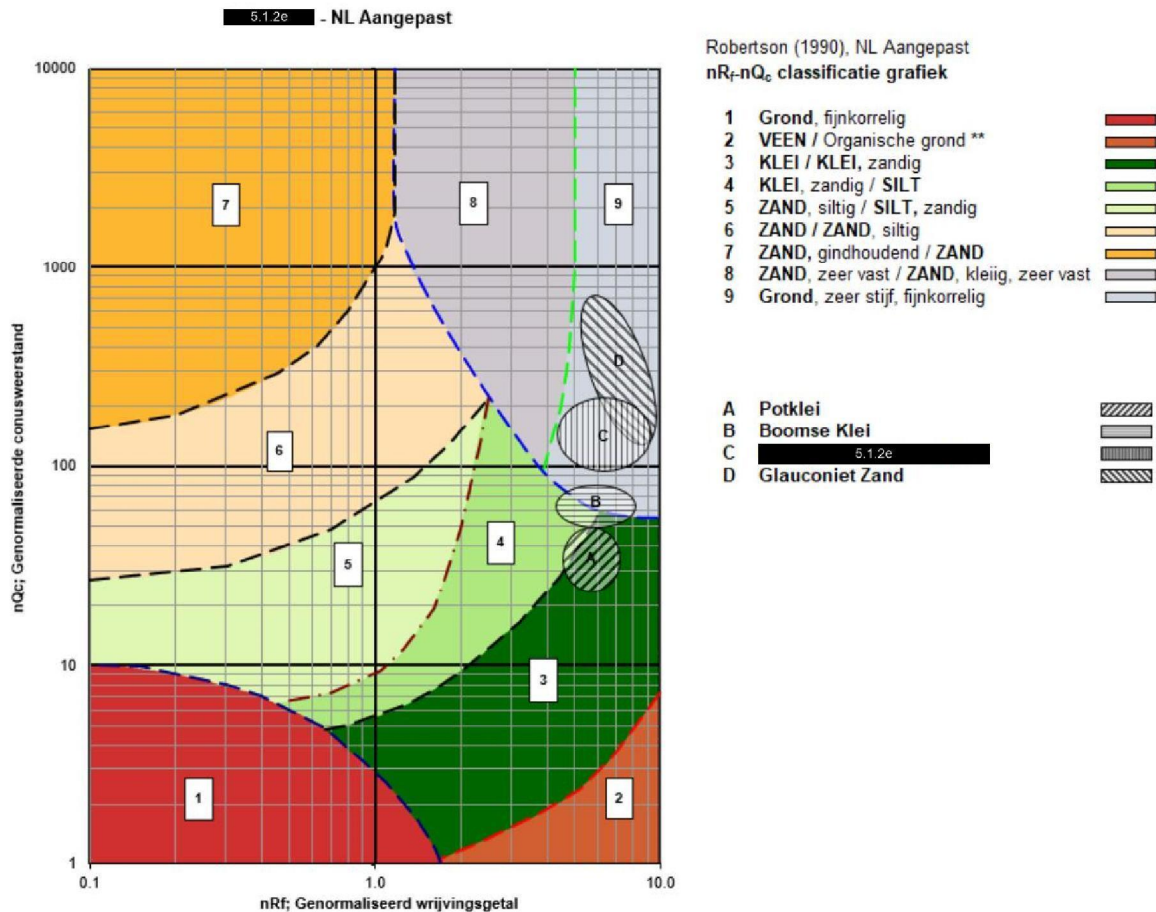 5.1.2e - NL Aangepast
Robertson (1990), NL Aangepast
nRf-nQc classificatie grafiek
1 Grond, fijnkorrelig
2 VEEN / Organische grond **
3 KLEI / KLEI, zandig
4 KLEI, zandig / SILT
5 ZAND, siltig / SILT, zandig
6 ZAND / ZAND, siltig
7 ZAND, gindhoudend / ZAND
8 ZAND, zeer vast / ZAND, kleiig, zeer vast
9 Grond, zeer stijf, fijnkorrelig
A Potklei
B Boomse Klei
C 5.1.2e
D Glauconiet Zand
nQc; Genormaliseerde conusweerstand
10000
1000
100
10
1
7
8
9
D
C
6
B
4
A
5
3
1
2
0.1 1.0 10.0
nRf; Genormaliseerd wrijvingsgetal